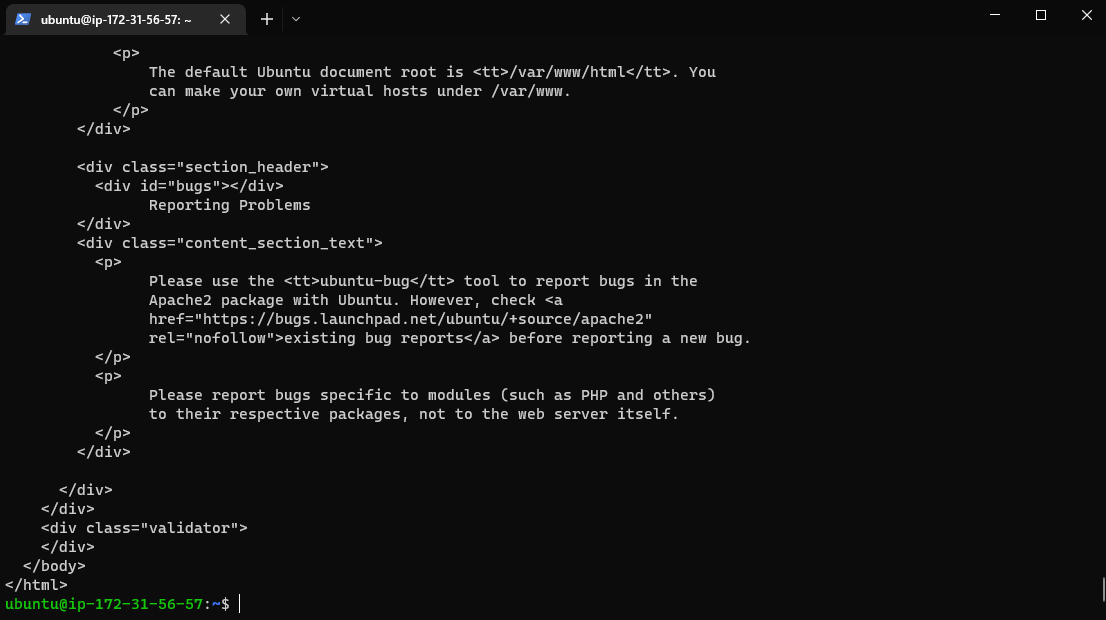 ubuntu@ip-172-31-56-57: ~
<p>
The default Ubuntu document root is <tt>/var/www/html</tt>. You
can make your own virtual hosts under /var/www.
</p>
</div>
<div class="section_header">
<div id="bugs"></div>
Reporting Problems
</div>
<div class="content_section_text">
<p>
Please use the <tt>ubuntu-bug</tt> tool to report bugs in the
Apache2 package with Ubuntu. However, check <a
href="https://bugs.launchpad.net/ubuntu/+source/apache2"
rel="nofollow">existing bug reports</a> before reporting a new bug.
</p>
<p>
Please report bugs specific to modules (such as PHP and others)
to their respective packages, not to the web server itself.
</p>
</div>
</div>
</div>
<div class="validator">
</div>
</body>
</html>
ubuntu@ip-172-31-56-57:~$